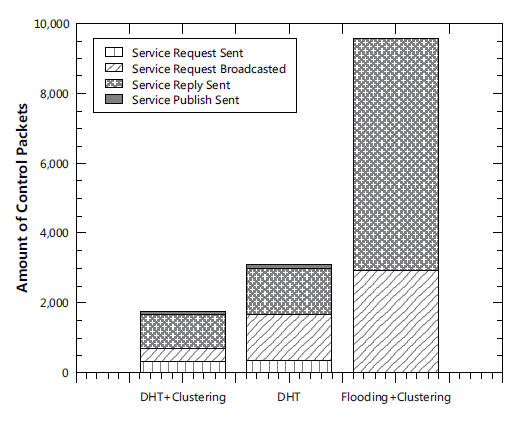 10,000
8,000
6,000
4,000
2,000
0
Amount of Control Packets
Service Request Sent
Service Request Broadcasted
Service Reply Sent
Service Publish Sent
DHT+Clustering
DHT
Flooding+Clustering